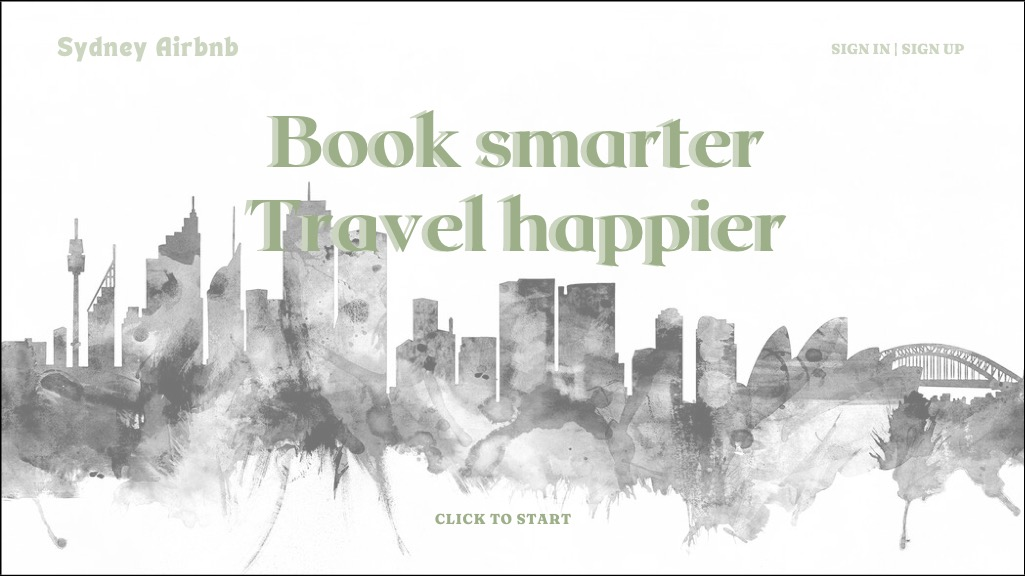 Sydney Airbnb
SIGN IN | SIGN UP
Book smarter
Travel happier
CLICK TO START